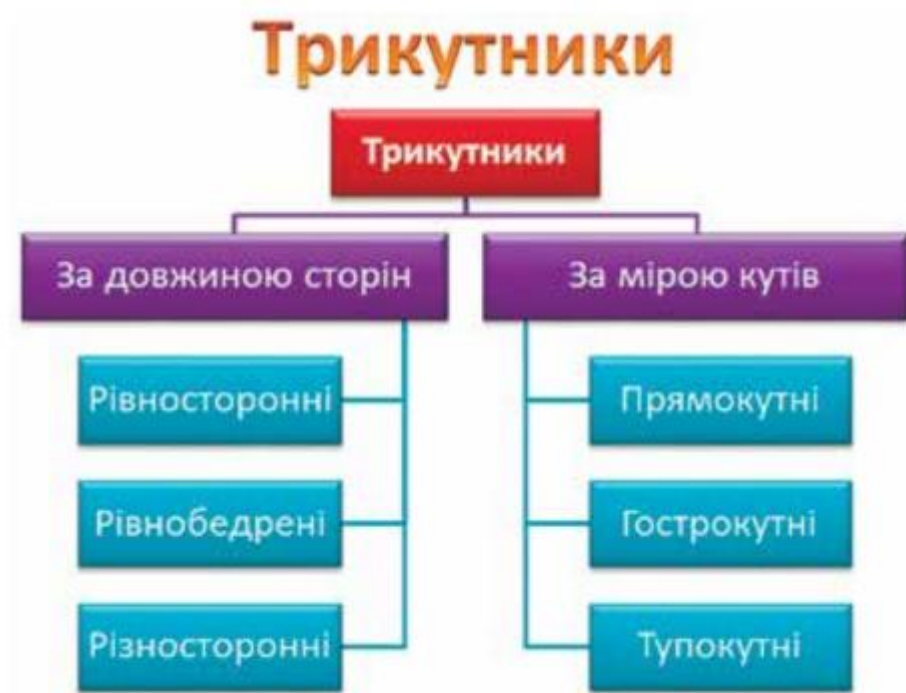 Трикутники
Трикутники
За довжиною сторін
Рівносторонні
Рівнобедрені
Різносторонні
За мірою кутів
Прямокутні
Гострокутні
Тупокутні